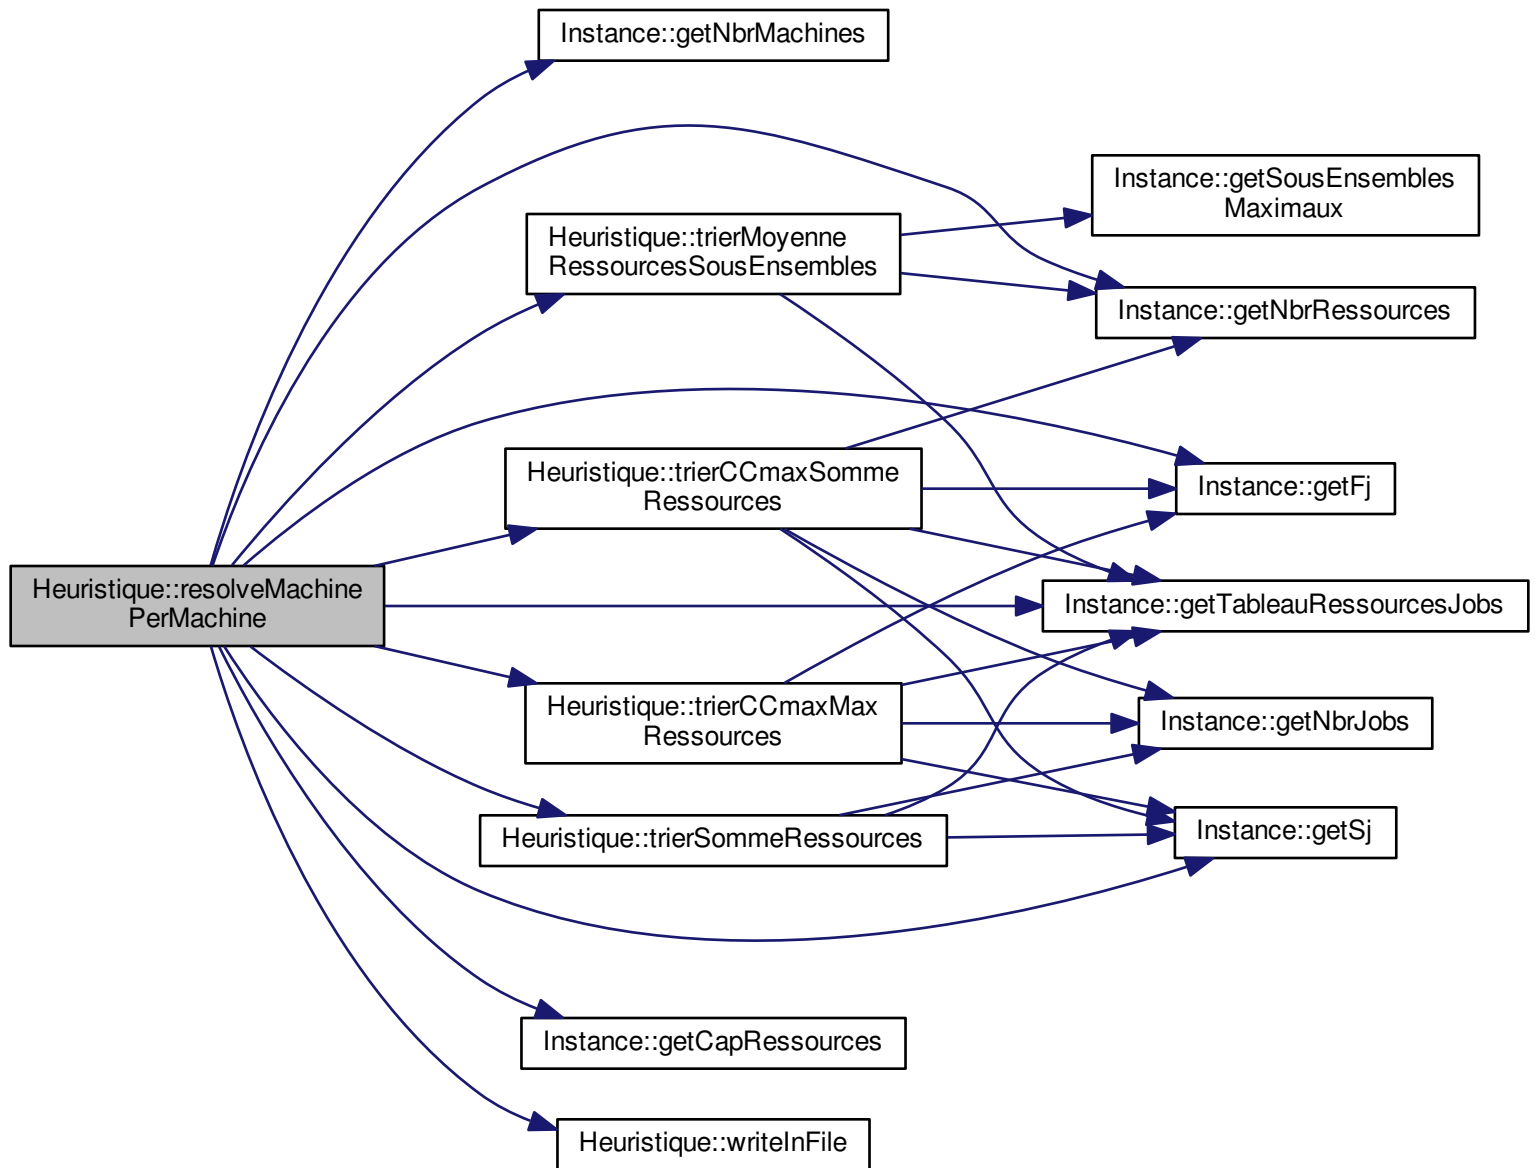 Instance::getNbrMachines
Instance::getSousEnsembles
Maximaux
Heuristique::trierMoyenne
RessourcesSousEnsembles
Instance::getNbrRessources
Heuristique::trierCCmaxSomme
Ressources
Instance::getFj
Heuristique::resolveMachine
PerMachine
Instance::getTableauRessourcesJobs
Heuristique::trierCCmaxMax
Ressources
Instance::getNbrJobs
Heuristique::trierSommeRessources
Instance::getSj
Instance::getCapRessources
Heuristique::writeInFile